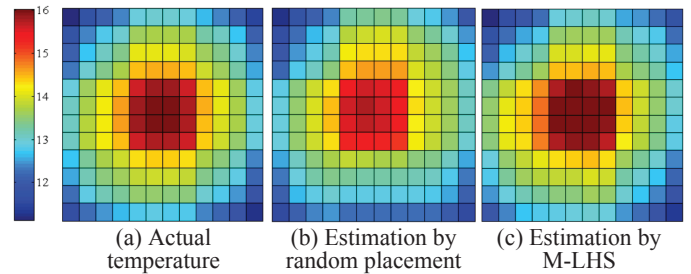 16
15
14
13
12
(a) Actual
temperature
(b) Estimation by
random placement
(c) Estimation by
M-LHS